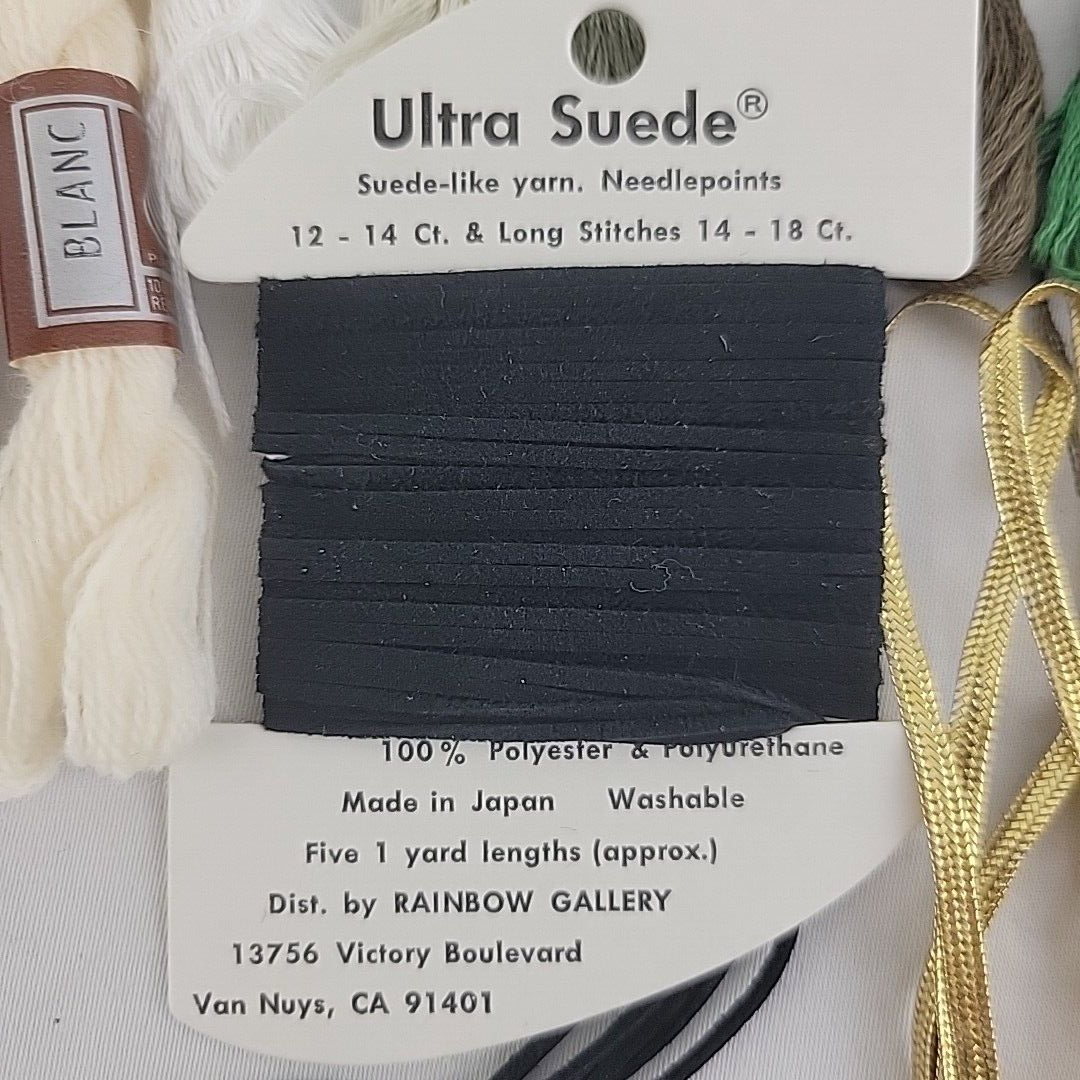 Ultra Suede®
Suede-like yarn. Needlepoints
12 - 14 Ct. & Long Stitches 14 - 18 Ct.
BLANC
100% Polyester & Polyurethane
Made in Japan Washable
Five 1 yard lengths (approx.)
Dist. by RAINBOW GALLERY
13756 Victory Boulevard
Van Nuys, CA 91401